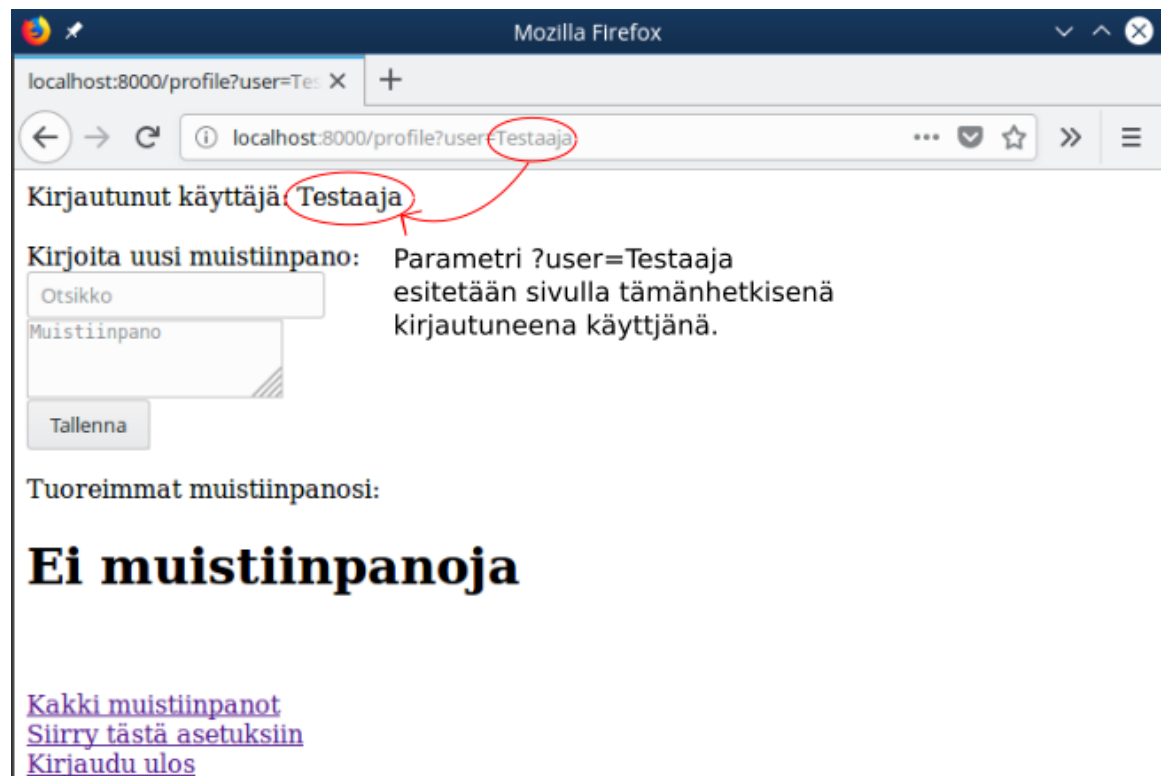 Mozilla Firefox
localhost:8000/profile?user=Tes
localhost:8000/profile?user=Testaaja
Kirjautunut käyttäjä: Testaaja
Kirjoita uusi muistiinpano:
Parametri ?user=Testaaja
esitetään sivulla tämänhetkisenä
kirjautuneena käyttjänä.
Otsikko
Muistiinpano
Tallenna
Tuoreimmat muistiinpanosi:
Ei muistiinpanoja
Kakki muistiinpanot
Siirry tästä asetuksiin
Kirjaudu ulos